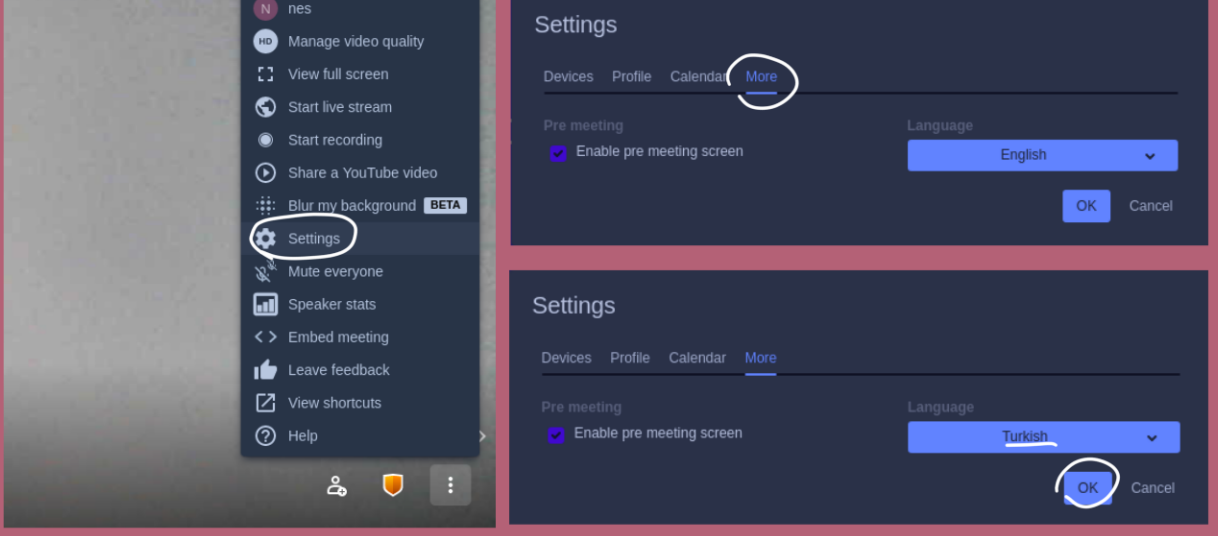 N nes
HD Manage video quality
View full screen
Start live stream
Start recording
Share a YouTube video
Blur my background BETA
Settings
Mute everyone
Speaker stats
Embed meeting
Leave feedback
View shortcuts
Help
Settings
Devices Profile Calendar More
Pre meeting Language
Enable pre meeting screen English
OK Cancel
Settings
Devices Profile Calendar More
Pre meeting Language
Enable pre meeting screen Turkish
OK Cancel